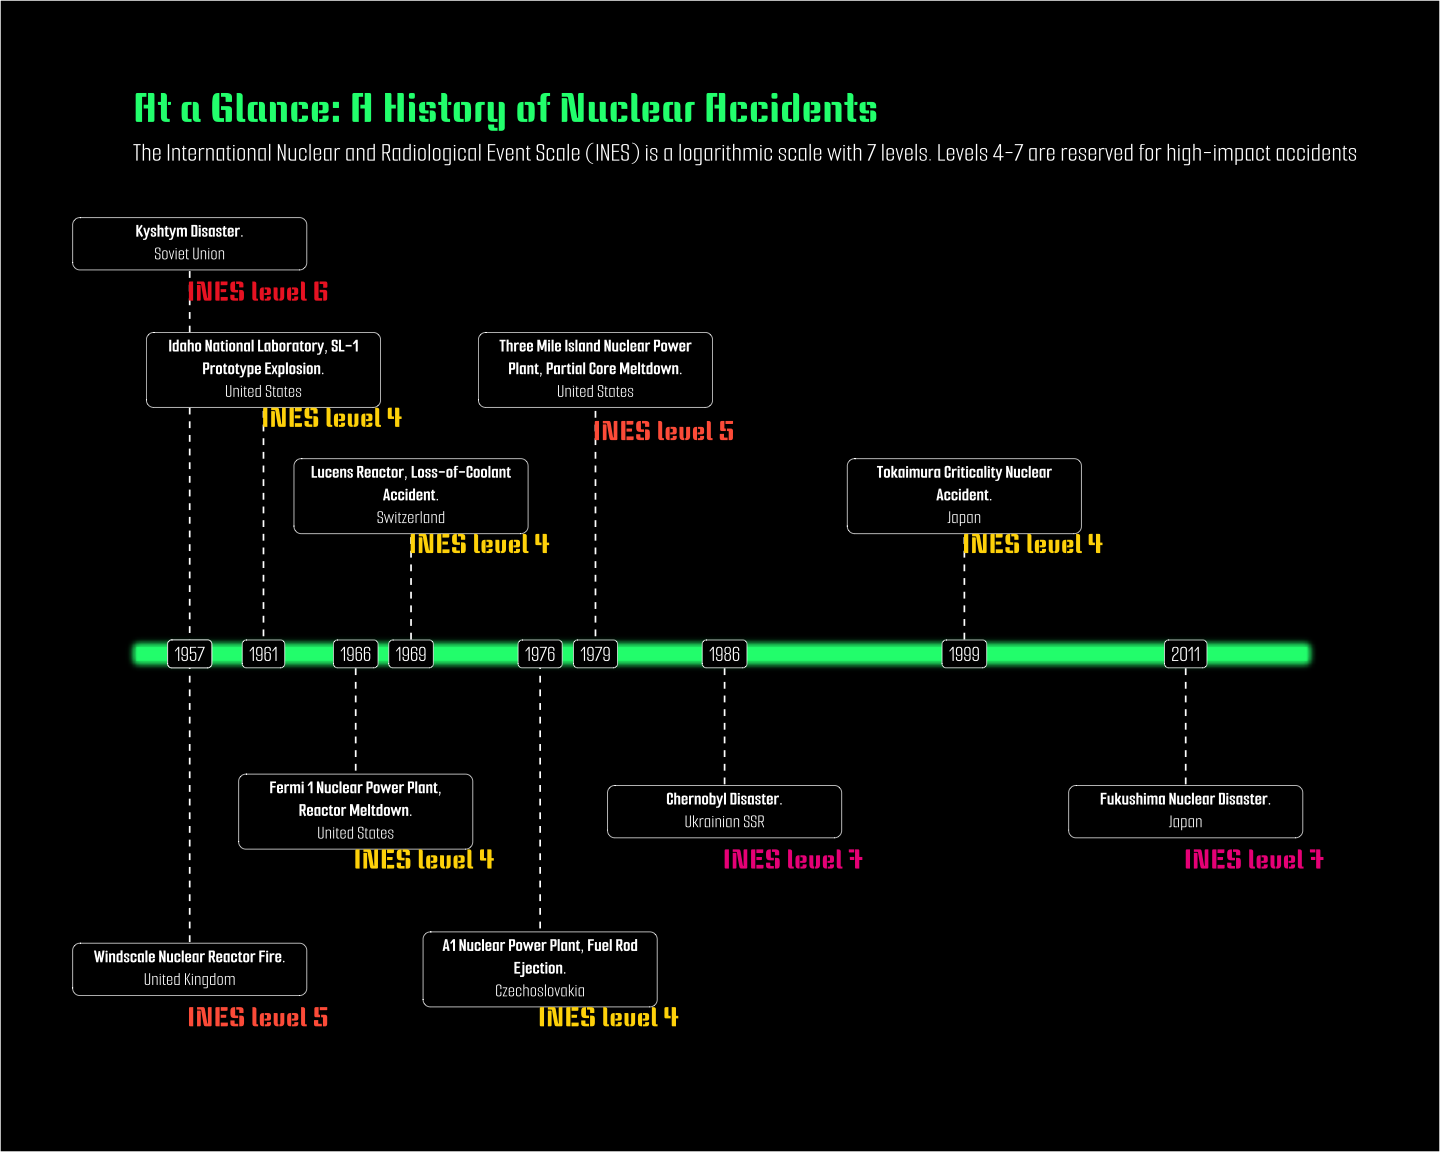 At a Glance: A History of Nuclear Accidents
The International Nuclear and Radiological Event Scale (INES) is a logarithmic scale with 7 levels. Levels 4-7 are reserved for high-impact accidents
Kyshtym Disaster.
Soviet Union
INES level 6
Idaho National Laboratory, SL-1
Prototype Explosion.
United States
INES level 4
Three Mile Island Nuclear Power
Plant, Partial Core Meltdown.
United States
INES level 5
Lucens Reactor, Loss-of-Coolant
Accident.
Switzerland
INES level 4
Tokaimura Criticality Nuclear
Accident.
Japan
INES level 4
1957 1961 1966 1969 1976 1979 1986 1999 2011
Fermi 1 Nuclear Power Plant,
Reactor Meltdown.
United States
INES level 4
Chernobyl Disaster.
Ukrainian SSR
INES level 7
Fukushima Nuclear Disaster.
Japan
INES level 7
Windscale Nuclear Reactor Fire.
United Kingdom
INES level 5
A1 Nuclear Power Plant, Fuel Rod
Ejection.
Czechoslovakia
INES level 4